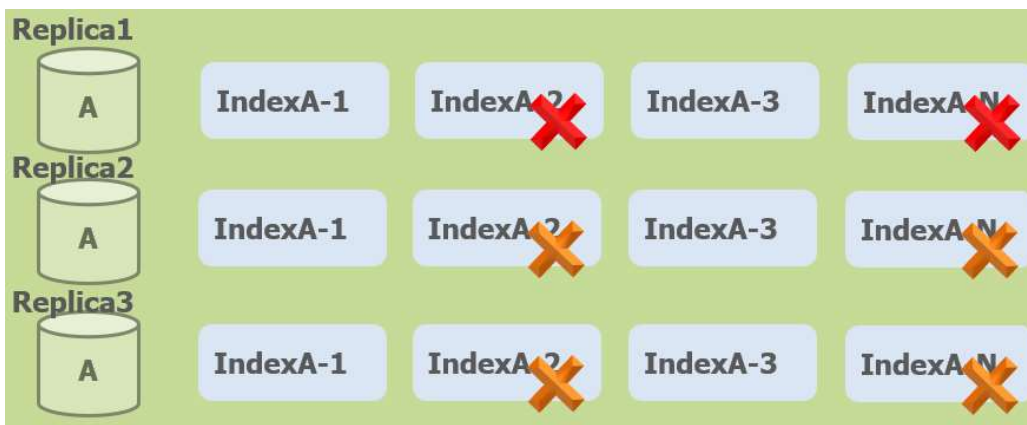 Replica1
A IndexA-1 IndexA-2 IndexA-3 IndexA-N
Replica2
A IndexA-1 IndexA-2 IndexA-3 IndexA-N
Replica3
A IndexA-1 IndexA-2 IndexA-3 IndexA-N